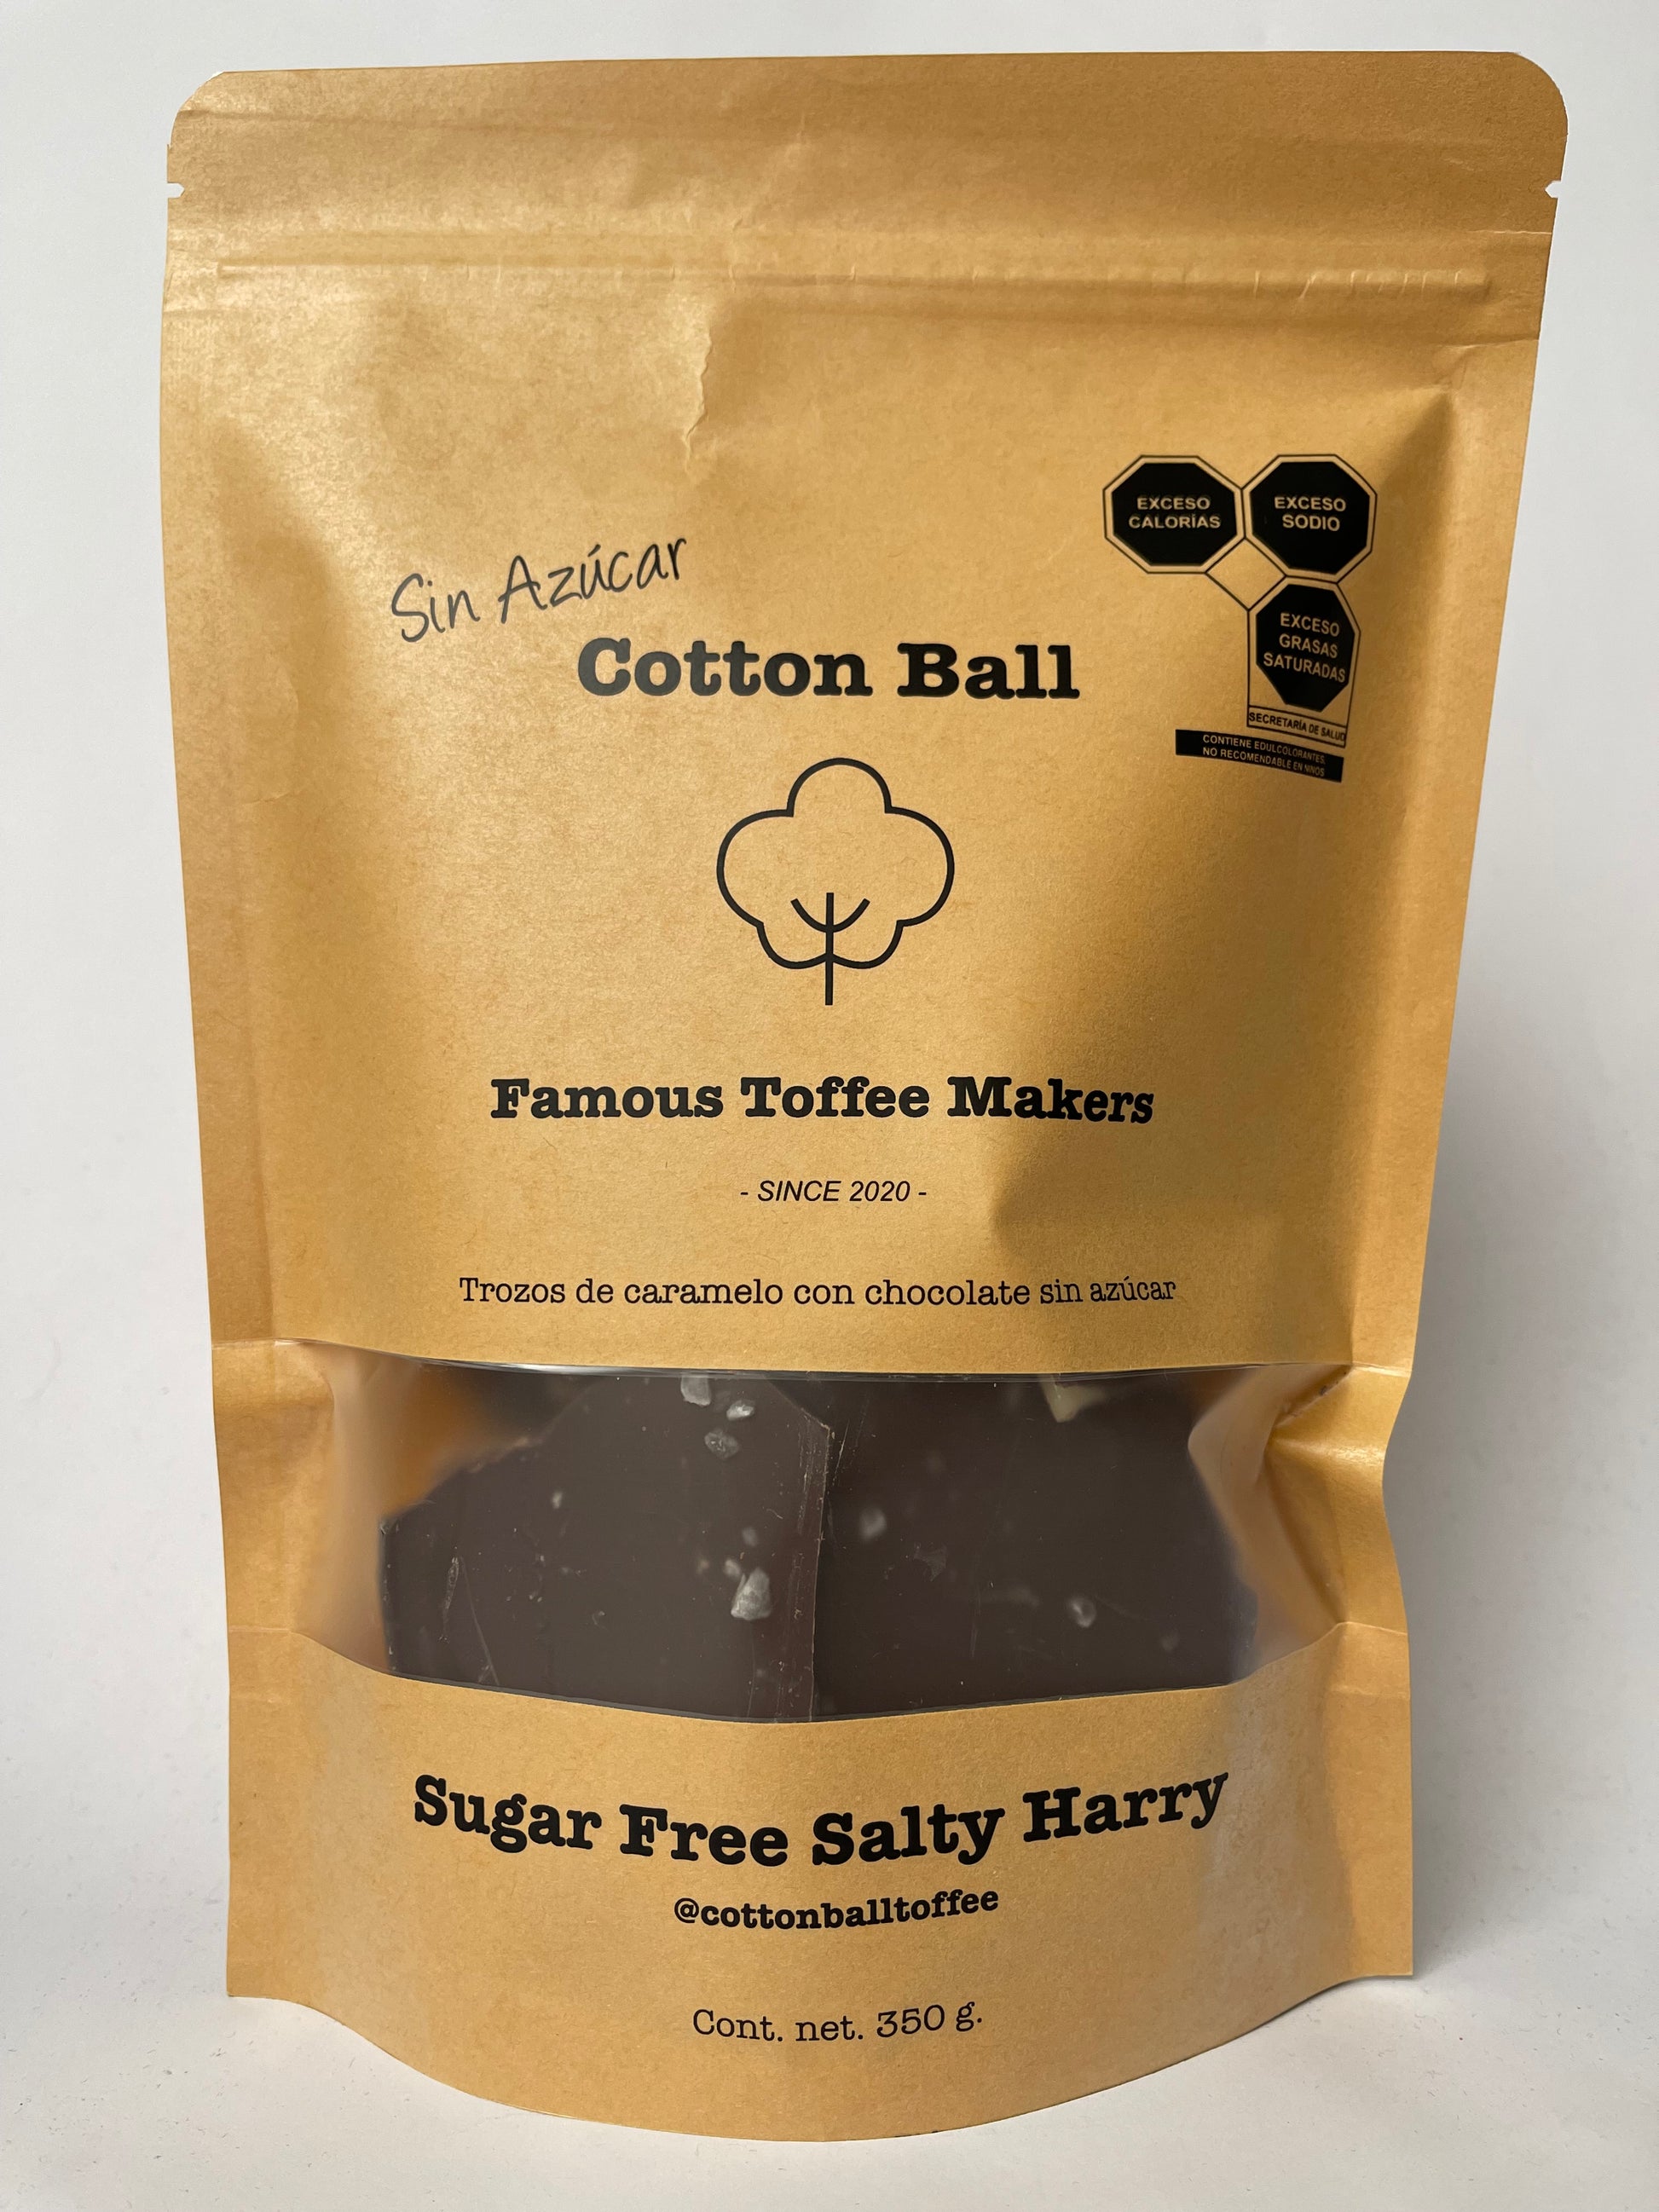 EXCESO
CALORÍAS
EXCESO
SODIO
EXCESO
GRASAS
SATURADAS
SECRETARÍA DE SALUD
CONTIENE EDULCOLORANTES,
NO RECOMENDABLE EN NIÑOS
Sin Azúcar
Cotton Ball
Famous Toffee Makers
- SINCE 2020 -
Trozos de caramelo con chocolate sin azúcar
Sugar Free Salty Harry
@cottonballtoffee
Cont. net. 350 g.